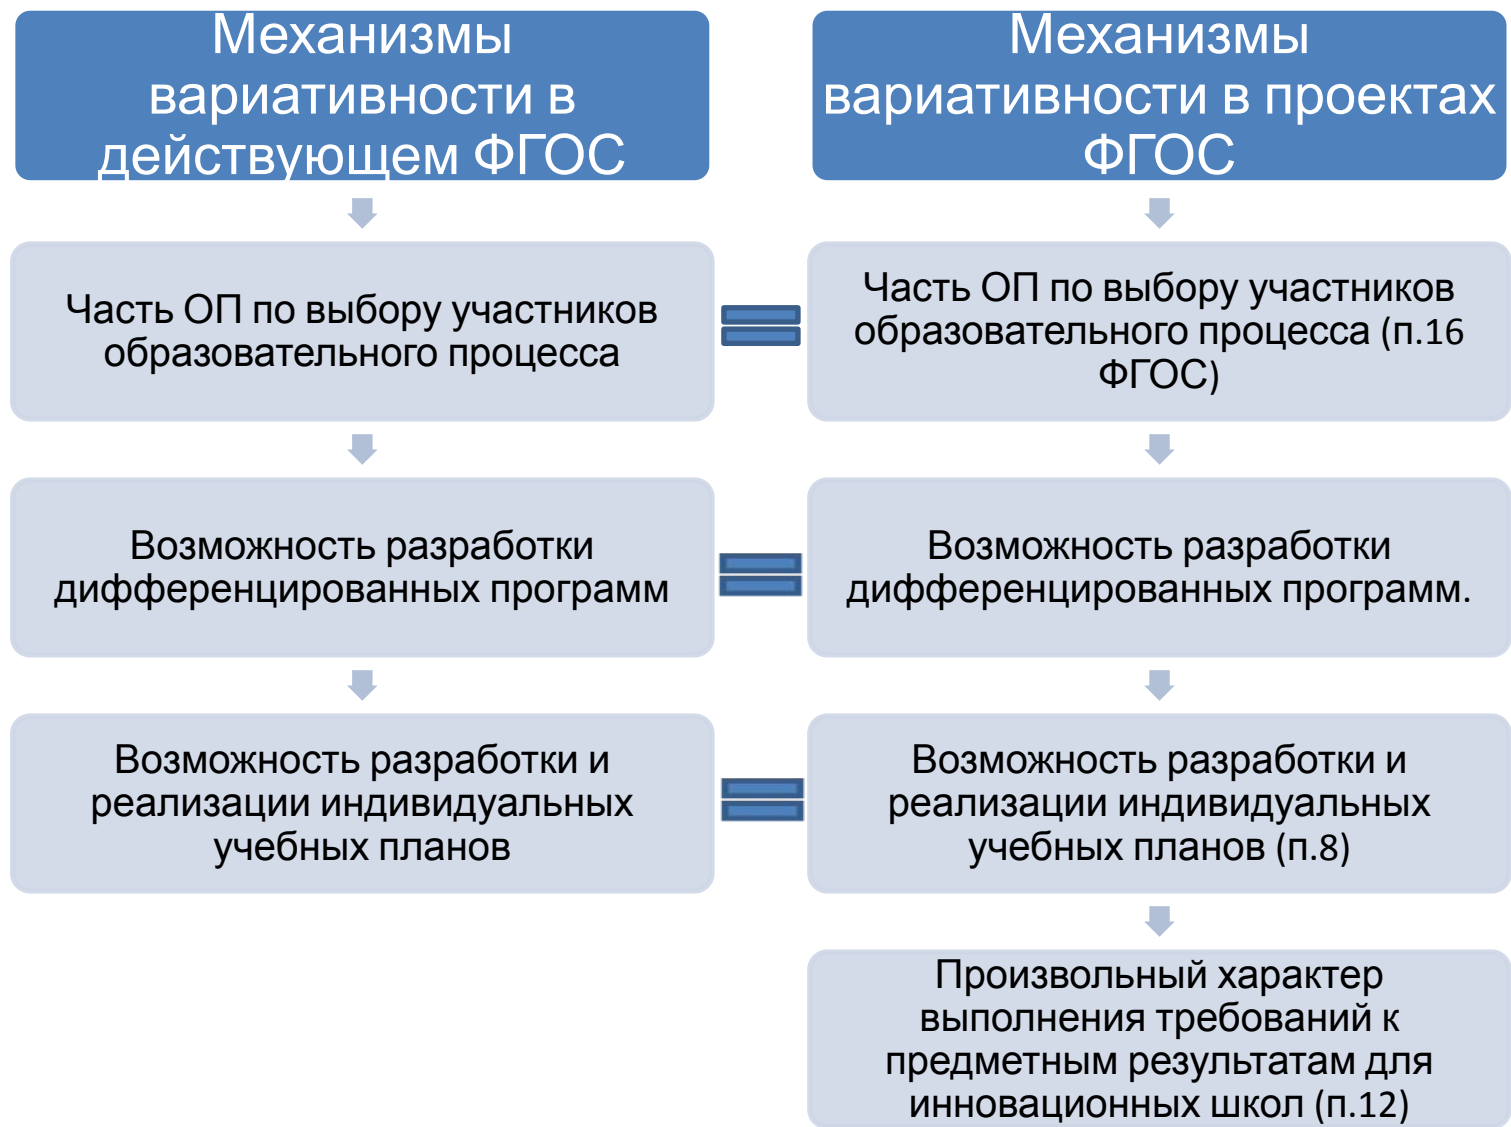 Механизмы
вариативности в
действующем ФГОС
Механизмы
вариативности в проектах
ФГОС
Часть ОП по выбору участников
образовательного процесса
Часть ОП по выбору участников
образовательного процесса (п.16
ФГОС)
Возможность разработки
дифференцированных программ
Возможность разработки
дифференцированных программ.
Возможность разработки и
реализации индивидуальных
учебных планов
Возможность разработки и
реализации индивидуальных
учебных планов (п.8)
Произвольный характер
выполнения требований к
предметным результатам для
инновационных школ (п.12)